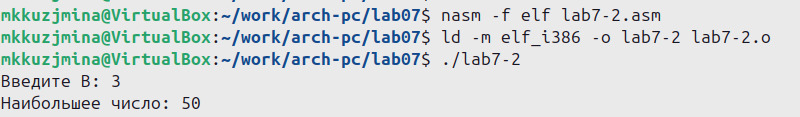 mkkuzjmina@VirtualBox:~/work/arch-pc/lab07$ nasm -f elf lab7-2.asm
mkkuzjmina@VirtualBox:~/work/arch-pc/lab07$ ld -m elf_i386 -o lab7-2 lab7-2.o
mkkuzjmina@VirtualBox:~/work/arch-pc/lab07$ ./lab7-2
Введите В: 3
Наибольшее число: 50